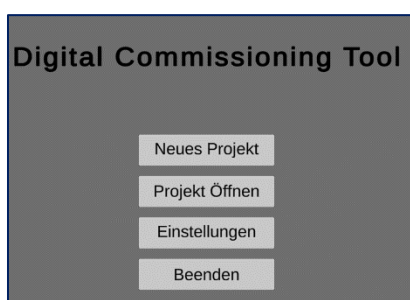 Digital Commissioning Tool
Neues Projekt
Projekt Öffnen
Einstellungen
Beenden